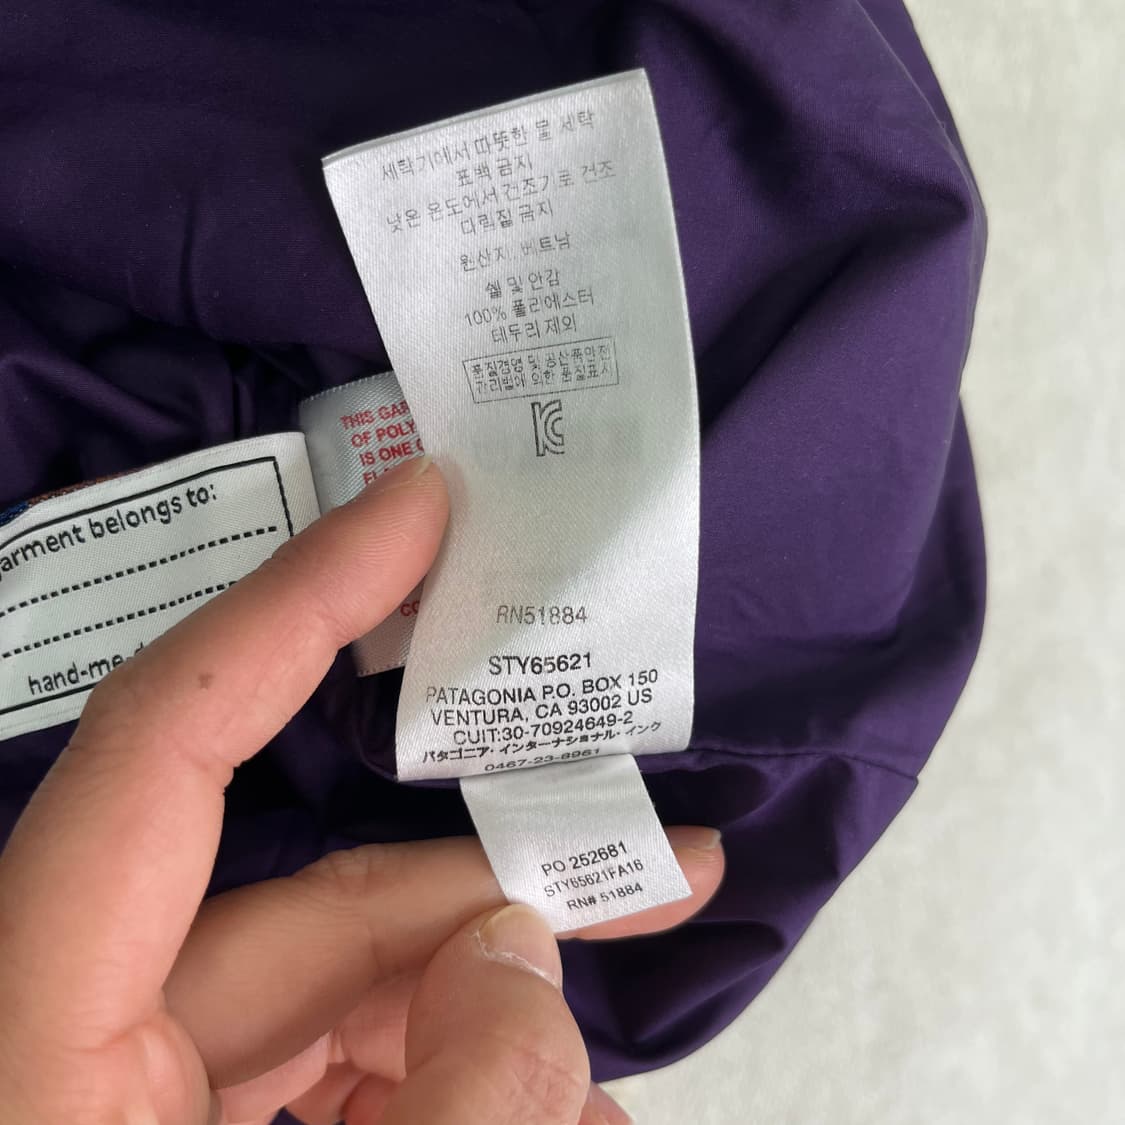 세탁기에서 따뜻한 물 세탁
표백 금지
낮은 온도에서 건조기로 건조
다림질 금지
원산지: 베트남
쉘 및 안감
100% 폴리에스터
테두리 제외
품질경영 및 공산품안전
관리법에 의한 품질표시
RN51884
STY65621
PATAGONIA P.O. BOX 150
VENTURA, CA 93002 US
CUIT:30-70924649-2
パタゴニア・インターナショナル・インク
0467-23-8961
PO 252681
STY65621FA16
RN# 51884
THIS GAR
OF POLY
IS ONE
CO
garment belongs to:
hand-me-d